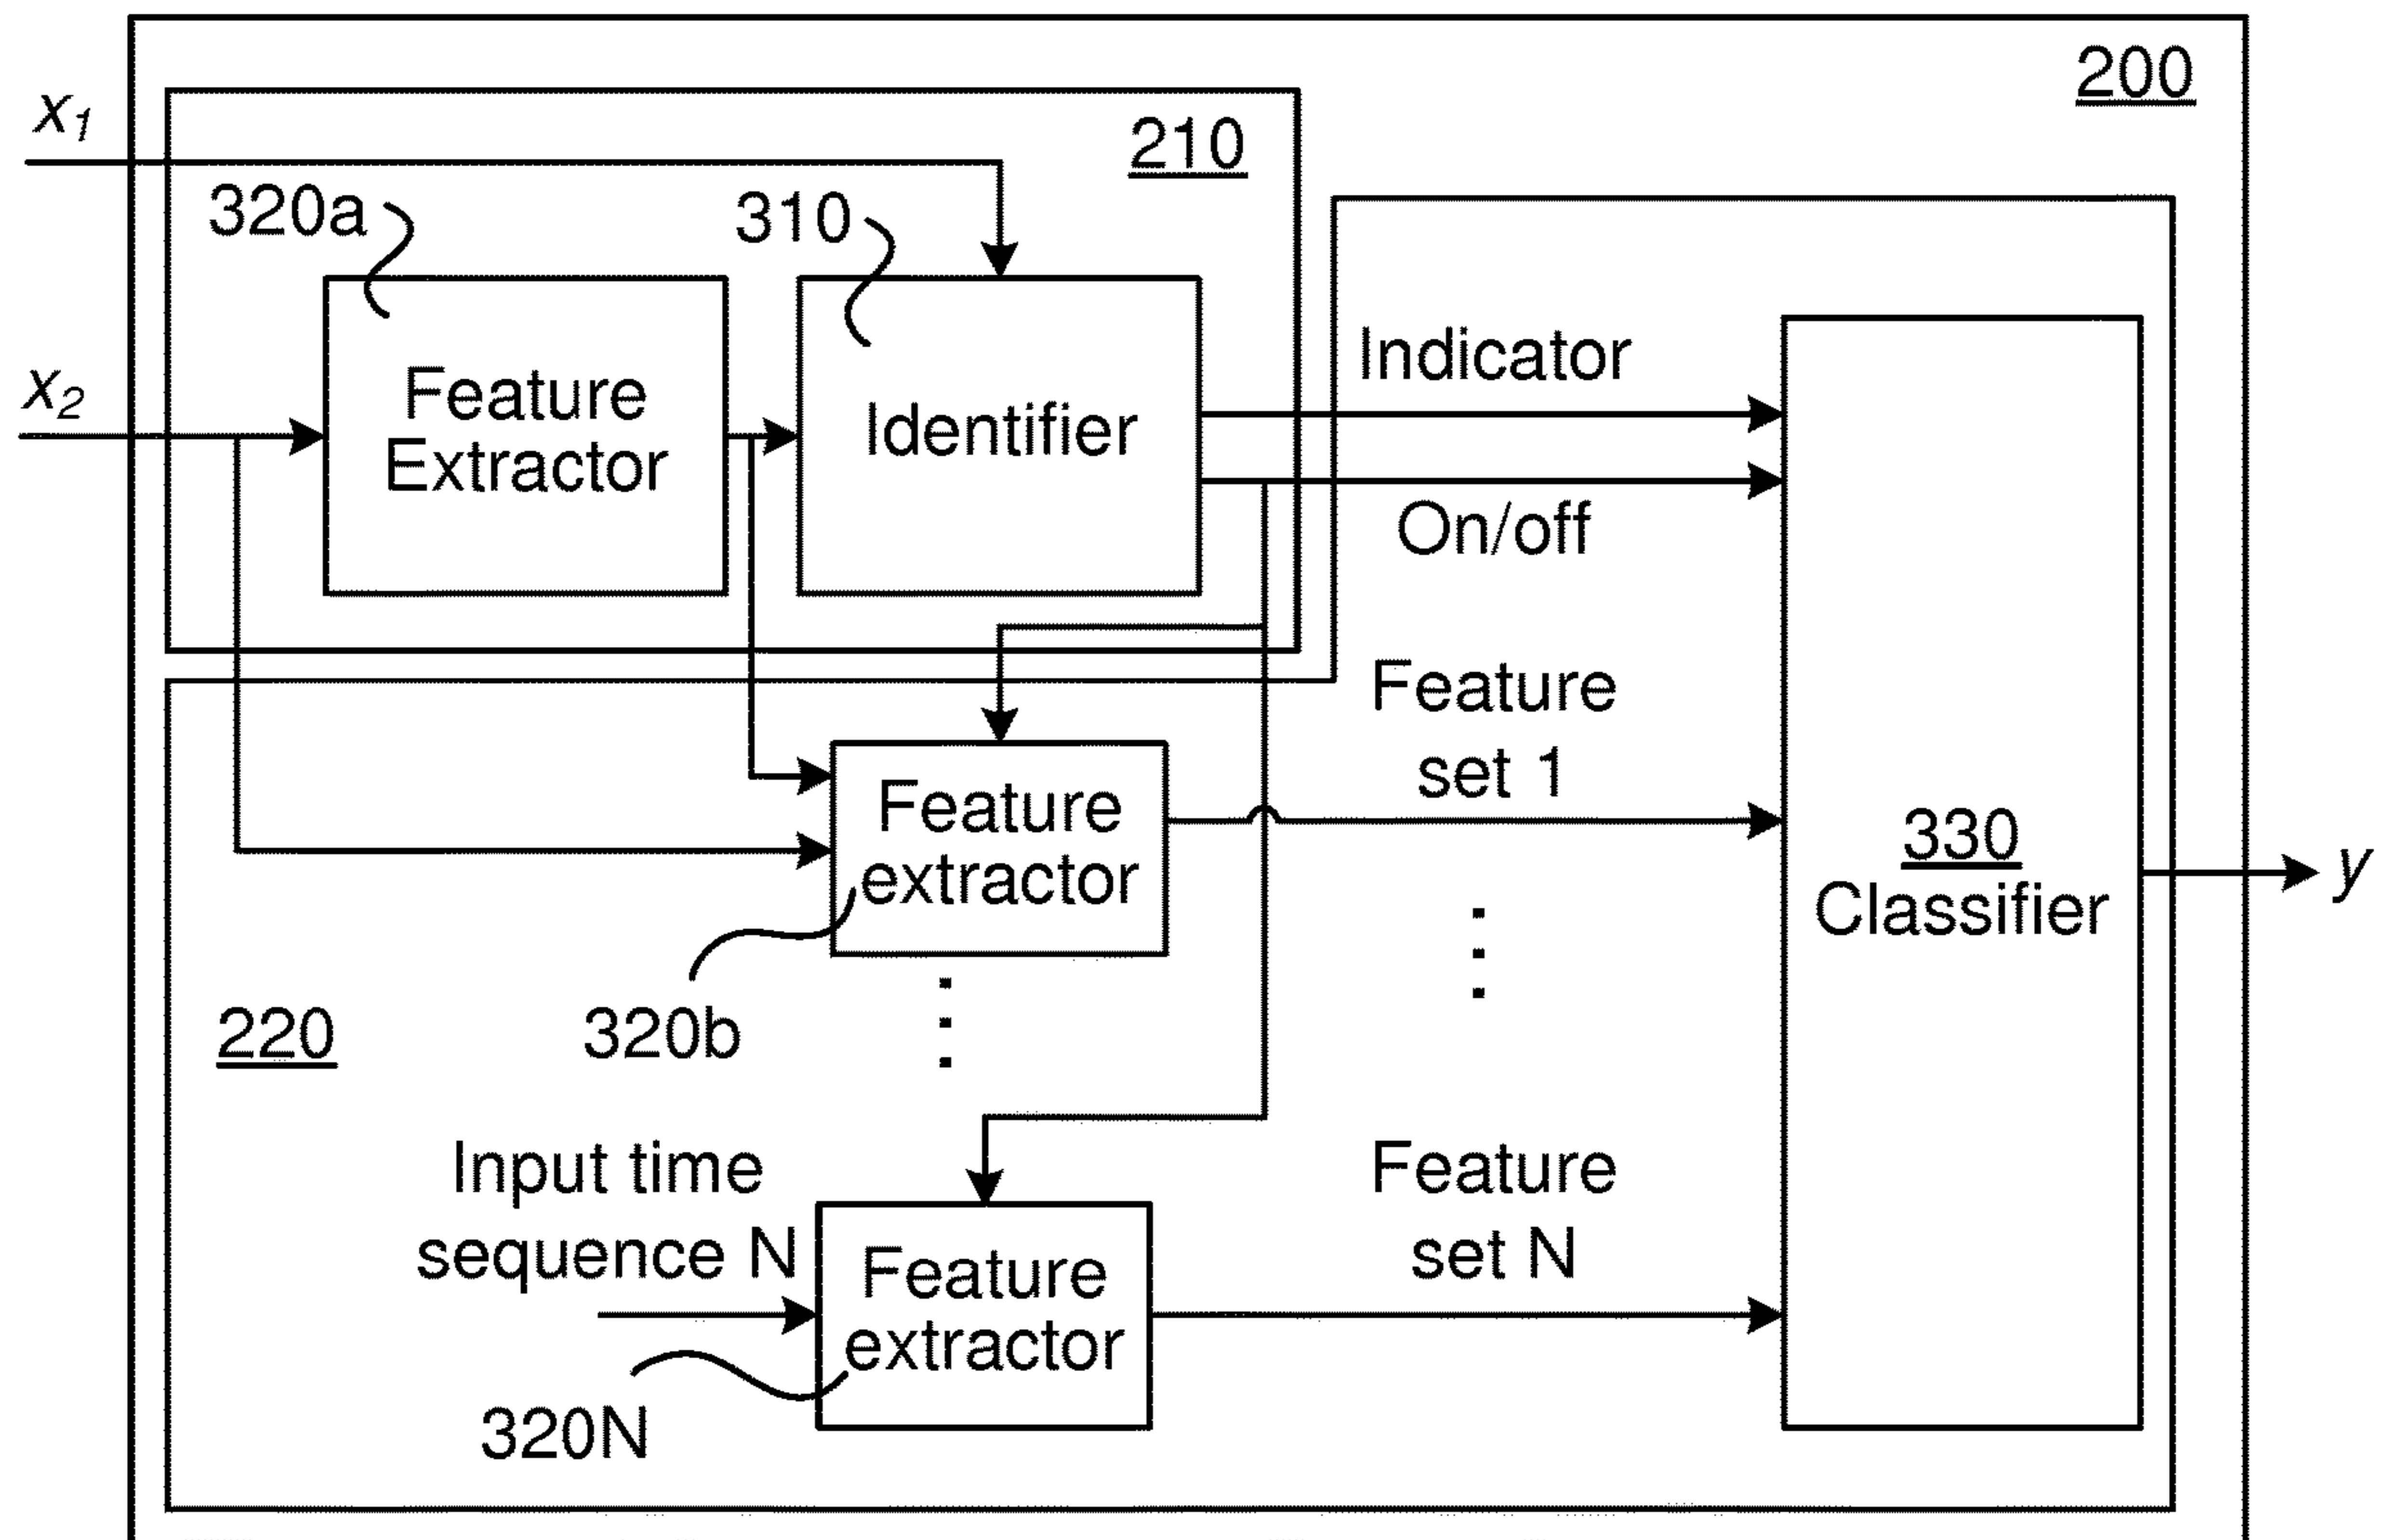 200
x1
210
320a
310
Indicator
x2
Feature
Extractor
Identifier
On/off
Feature
set 1
Feature
extractor
330
Classifier
y
220
320b
Input time
sequence N
Feature
set N
Feature
extractor
320N